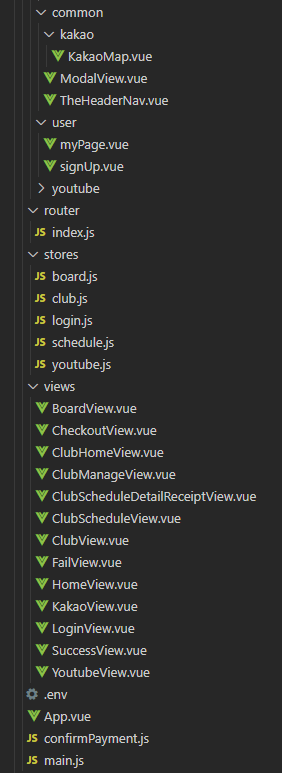 common
kakao
KakaoMap.vue
ModalView.vue
TheHeaderNav.vue
user
myPage.vue
signUp.vue
youtube
router
JS index.js
stores
JS board.js
JS club.js
JS login.js
JS schedule.js
JS youtube.js
views
BoardView.vue
CheckoutView.vue
ClubHomeView.vue
ClubManageView.vue
ClubScheduleDetailReceiptView.vue
ClubScheduleView.vue
ClubView.vue
FailView.vue
HomeView.vue
KakaoView.vue
LoginView.vue
SuccessView.vue
YoutubeView.vue
.env
App.vue
JS confirmPayment.js
JS main.js